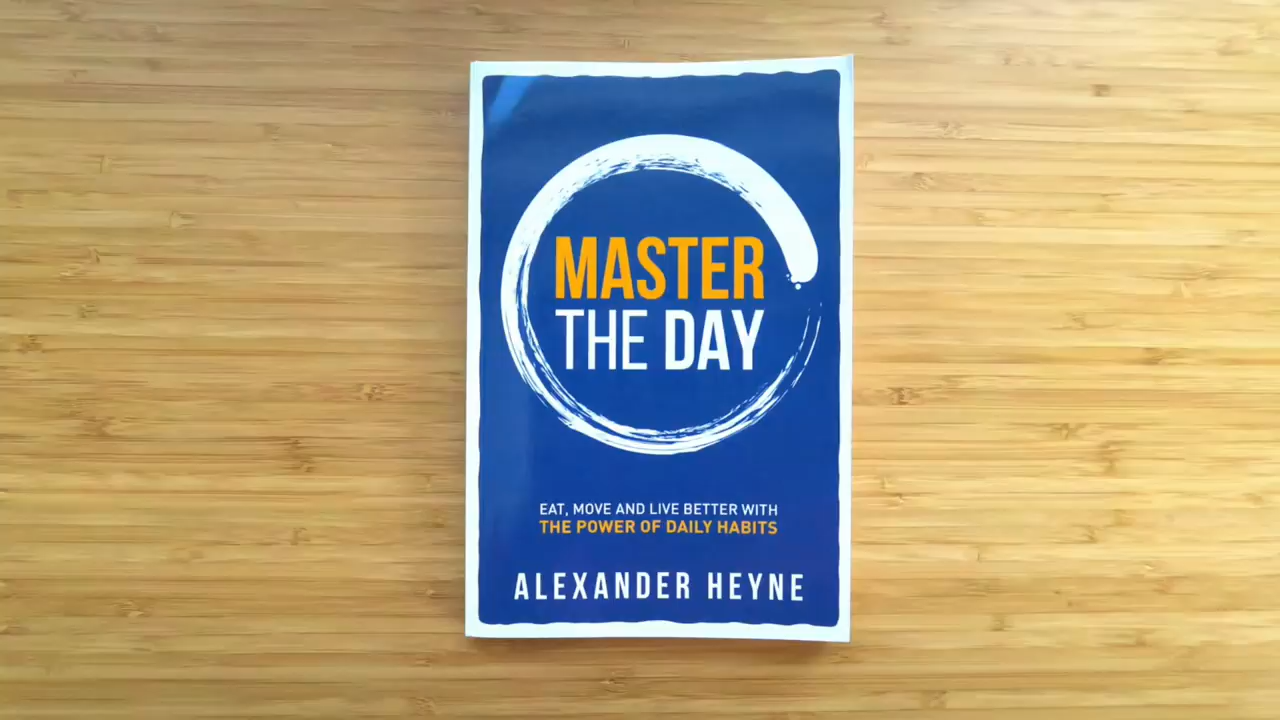 MASTER
THE DAY
EAT, MOVE AND LIVE BETTER WITH
THE POWER OF DAILY HABITS
ALEXANDER HEYNE